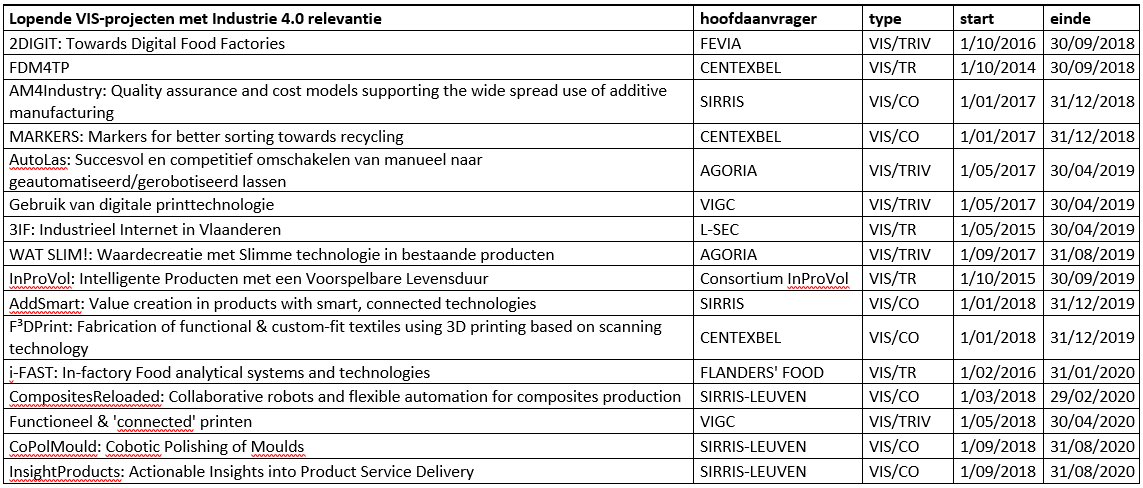 Lopende VIS-projecten met Industrie 4.0 relevantie hoofdaanvrager type start einde
2DIGIT: Towards Digital Food Factories FEVIA VIS/TRIV 1/10/2016 30/09/2018
FDM4TP CENTEXBEL VIS/TR 1/10/2014 30/09/2018
AM4Industry: Quality assurance and cost models supporting the wide spread use of additive
manufacturing SIRRIS VIS/CO 1/01/2017 31/12/2018
MARKERS: Markers for better sorting towards recycling CENTEXBEL VIS/CO 1/01/2017 31/12/2018
AutoLas: Succesvol en competitief omschakelen van manueel naar
geautomatiseerd/gerobotiseerd lassen AGORIA VIS/TRIV 1/05/2017 30/04/2019
Gebruik van digitale printtechnologie VIGC VIS/TRIV 1/05/2017 30/04/2019
3IF: Industrieel Internet in Vlaanderen L-SEC VIS/TR 1/05/2015 30/04/2019
WAT SLIM!: Waardecreatie met Slimme technologie in bestaande producten AGORIA VIS/TRIV 1/09/2017 31/08/2019
InProVol: Intelligente Producten met een Voorspelbare Levensduur Consortium InProVol VIS/TR 1/10/2015 30/09/2019
AddSmart: Value creation in products with smart, connected technologies SIRRIS VIS/CO 1/01/2018 31/12/2019
F³DPrint: Fabrication of functional & custom-fit textiles using 3D printing based on scanning
technology CENTEXBEL VIS/CO 1/01/2018 31/12/2019
i-FAST: In-factory Food analytical systems and technologies FLANDERS' FOOD VIS/TR 1/02/2016 31/01/2020
CompositesReloaded: Collaborative robots and flexible automation for composites production SIRRIS-LEUVEN VIS/CO 1/03/2018 29/02/2020
Functioneel & 'connected' printen VIGC VIS/TRIV 1/05/2018 30/04/2020
CoPolMould: Cobotic Polishing of Moulds SIRRIS-LEUVEN VIS/CO 1/09/2018 31/08/2020
InsightProducts: Actionable Insights into Product Service Delivery SIRRIS-LEUVEN VIS/CO 1/09/2018 31/08/2020